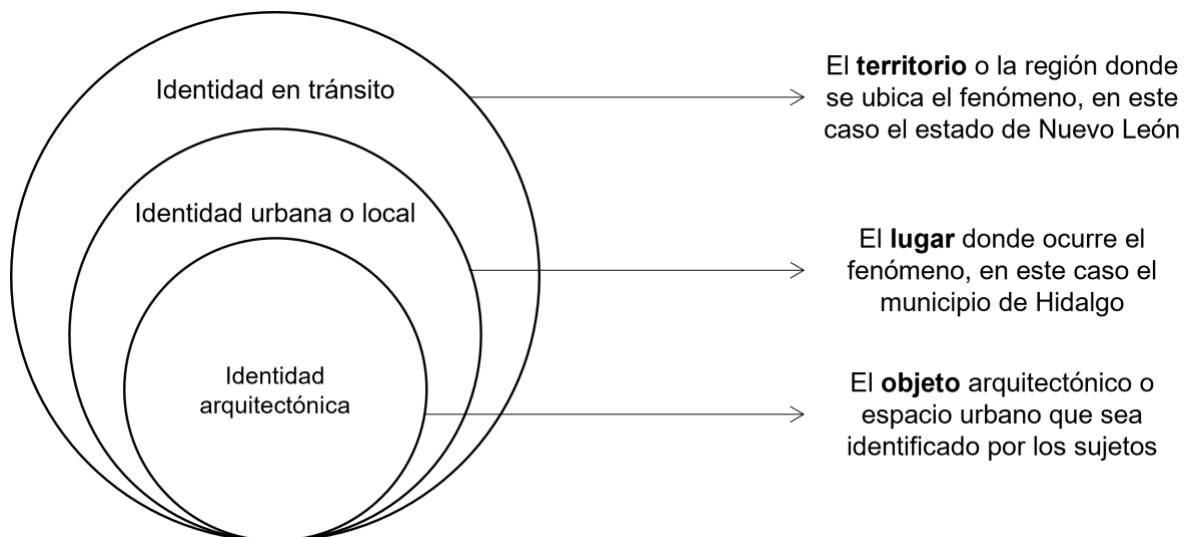 Identidad en tránsito
El territorio o la región donde
se ubica el fenómeno, en este
caso el estado de Nuevo León
Identidad urbana o local
El lugar donde ocurre el
fenómeno, en este caso el
municipio de Hidalgo
Identidad
arquitectónica
El objeto arquitectónico o
espacio urbano que sea
identificado por los sujetos